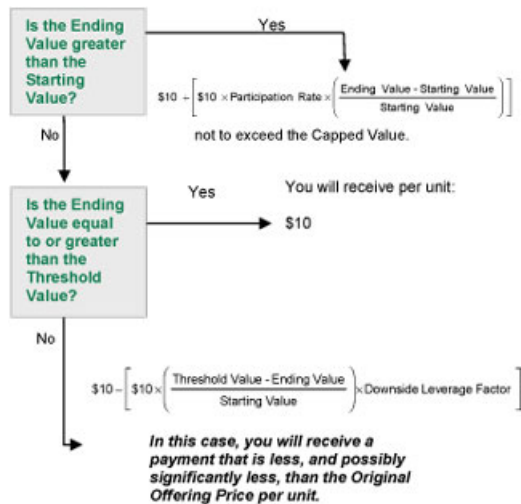 Is the Ending
Value greater
than the
Starting
Value?
Yes
$10 + [$10 × Participation Rate × (Ending Value - Starting Value / Starting Value)]
not to exceed the Capped Value.
No
Is the Ending
Value equal
to or greater
than the
Threshold
Value?
Yes
You will receive per unit:
$10
No
$10 – [$10 × (Threshold Value - Ending Value / Starting Value) × Downside Leverage Factor]
In this case, you will receive a
payment that is less, and possibly
significantly less, than the Original
Offering Price per unit.